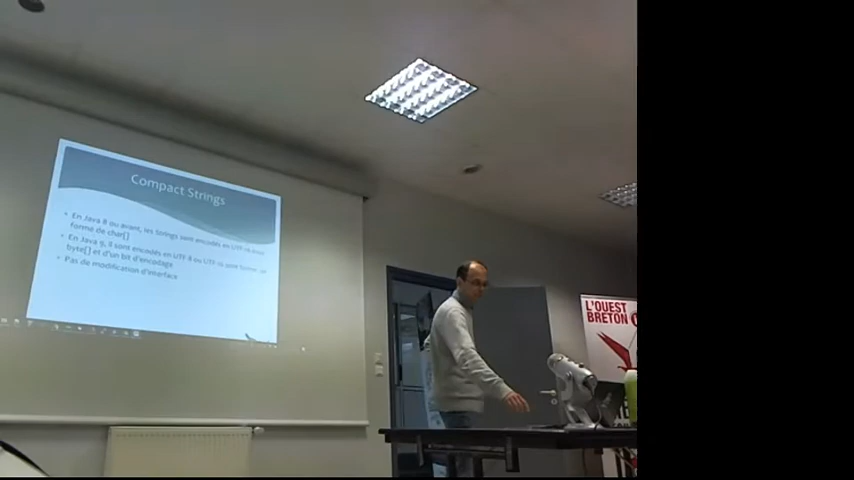 Compact Strings
• En Java 8 ou avant, les Strings sont encodés en UTF-16 sous
forme de char[]
• En Java 9, il sont encodés en UTF-8 ou UTF-16 sous forme
byte[] et d'un bit d'encodage
• Pas de modification d'interface
L'OUEST
BRETON